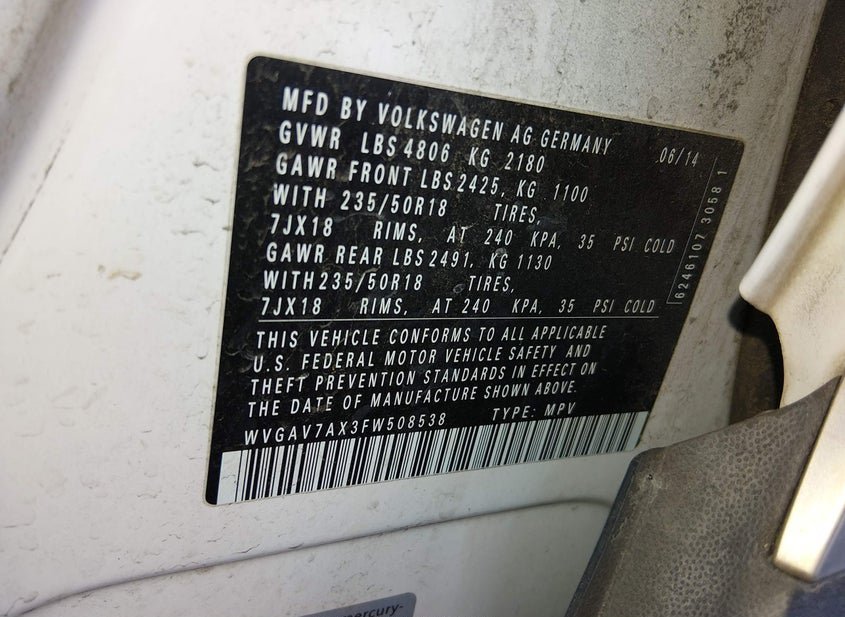 MFD BY VOLKSWAGEN AG GERMANY 06/14
GVWR LBS 4806 KG 2180
GAWR FRONT LBS 2425, KG 1100
WITH 235/50R18 TIRES,
7JX18 RIMS, AT 240 KPA, 35 PSI COLD
GAWR REAR LBS 2491, KG 1130
WITH 235/50R18 TIRES,
7JX18 RIMS, AT 240 KPA, 35 PSI COLD
THIS VEHICLE CONFORMS TO ALL APPLICABLE
U.S. FEDERAL MOTOR VEHICLE SAFETY AND
THEFT PREVENTION STANDARDS IN EFFECT ON
THE DATE OF MANUFACTURE SHOWN ABOVE.
WVGAV7AX3FW508538 TYPE: MPV
6246107 3058 1
mercury-